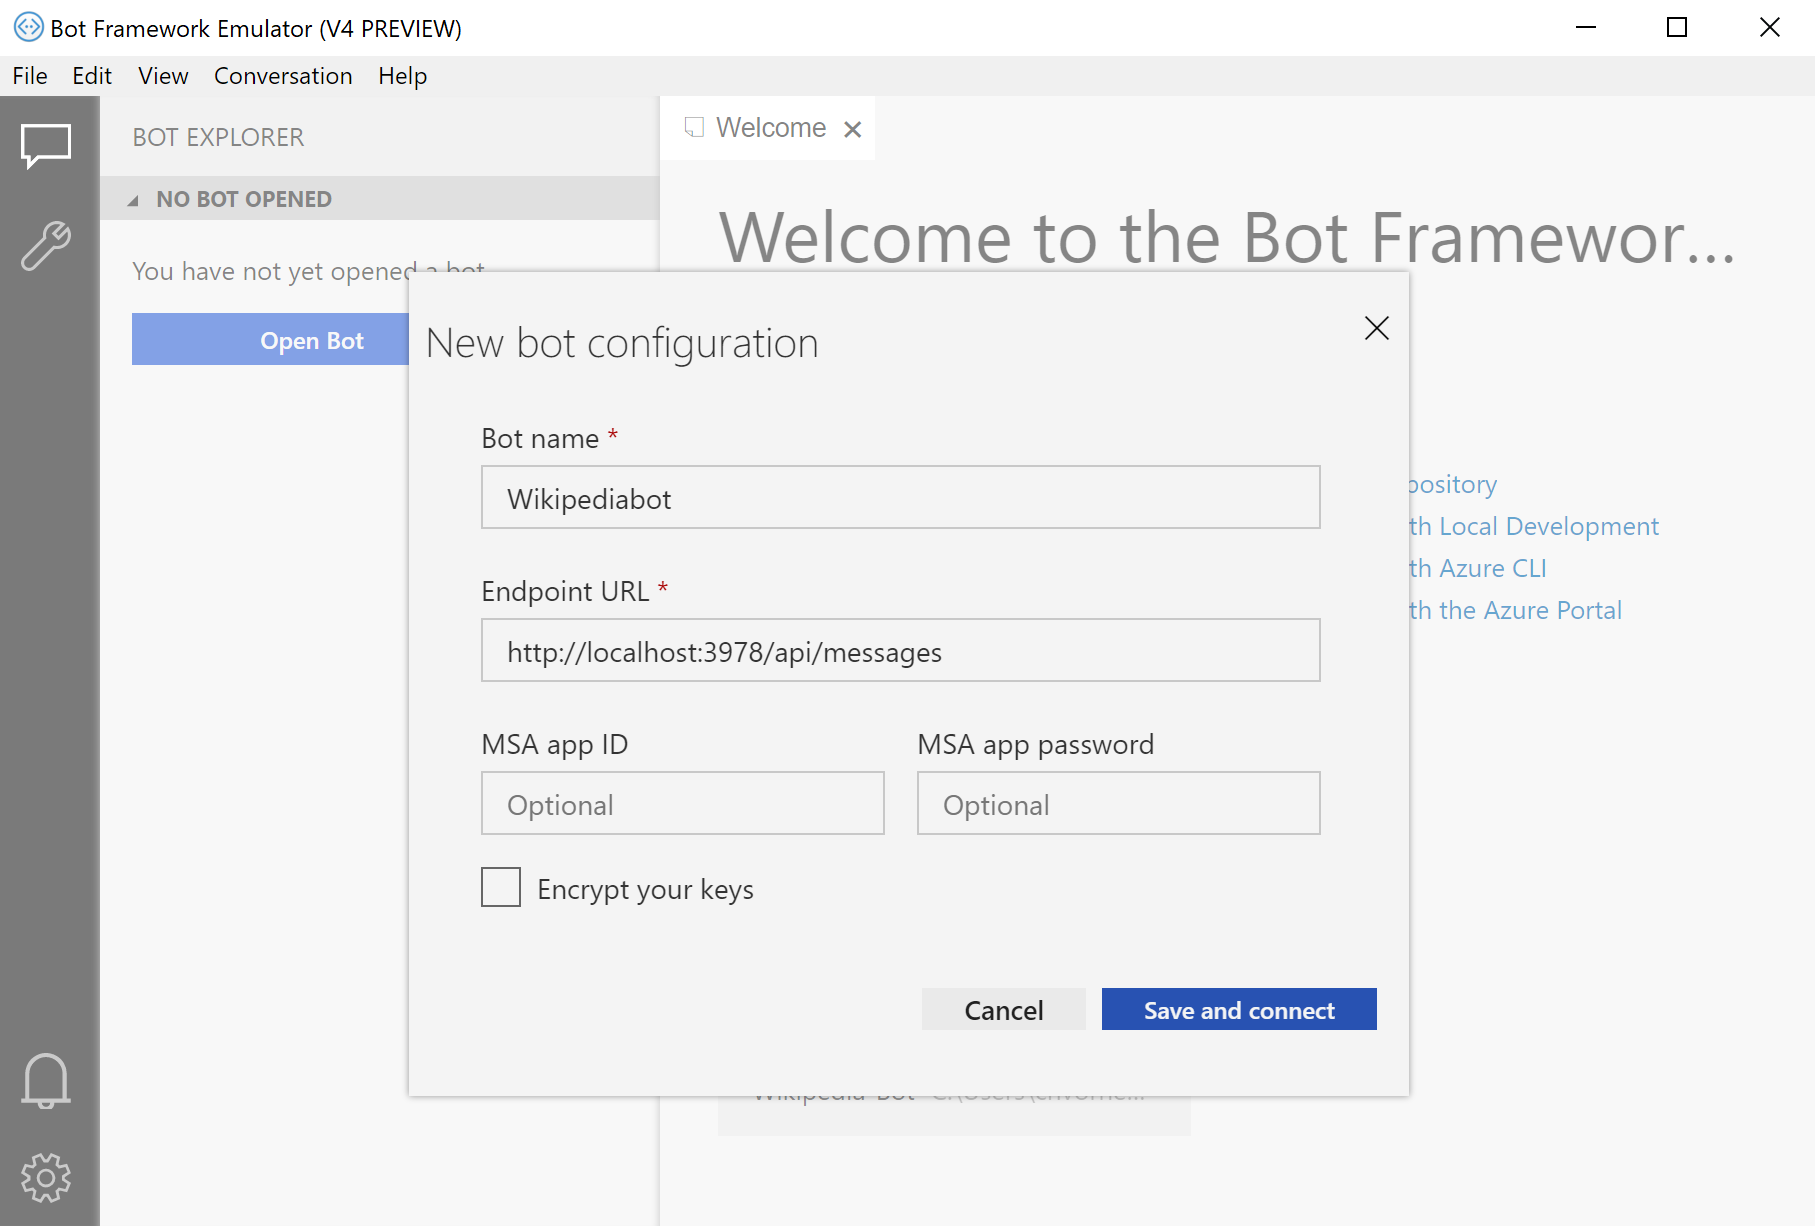 Bot Framework Emulator (V4 PREVIEW)
File Edit View Conversation Help
BOT EXPLORER
NO BOT OPENED
You have not yet opened a bot
Open Bot
Welcome
Welcome to the Bot Framewor...
New bot configuration
Bot name *
Wikipediabot
Endpoint URL *
http://localhost:3978/api/messages
MSA app ID
MSA app password
Optional
Optional
Encrypt your keys
Cancel
Save and connect
pository
th Local Development
th Azure CLI
th the Azure Portal
Wikipedia-Bot